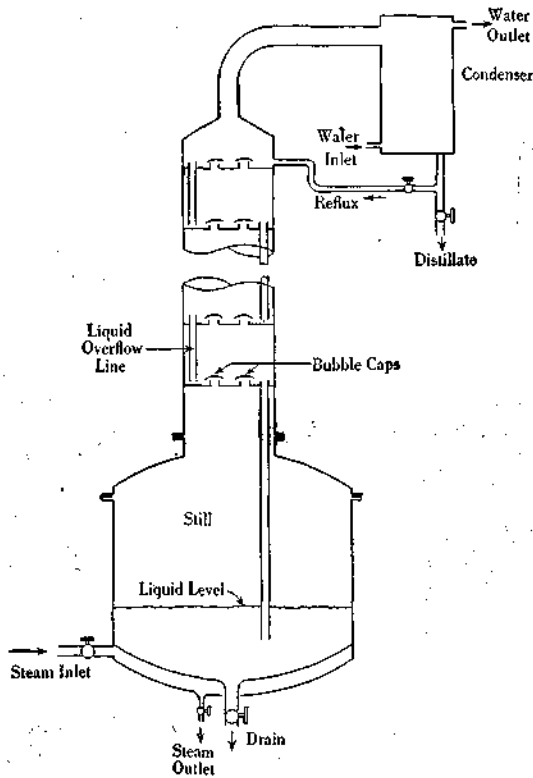 Water
Outlet
Condenser
Water
Inlet
Reflux
Distillate
Liquid
Overflow
Line
Bubble Caps
Still
Liquid Level
Steam Inlet
Steam
Outlet
Drain